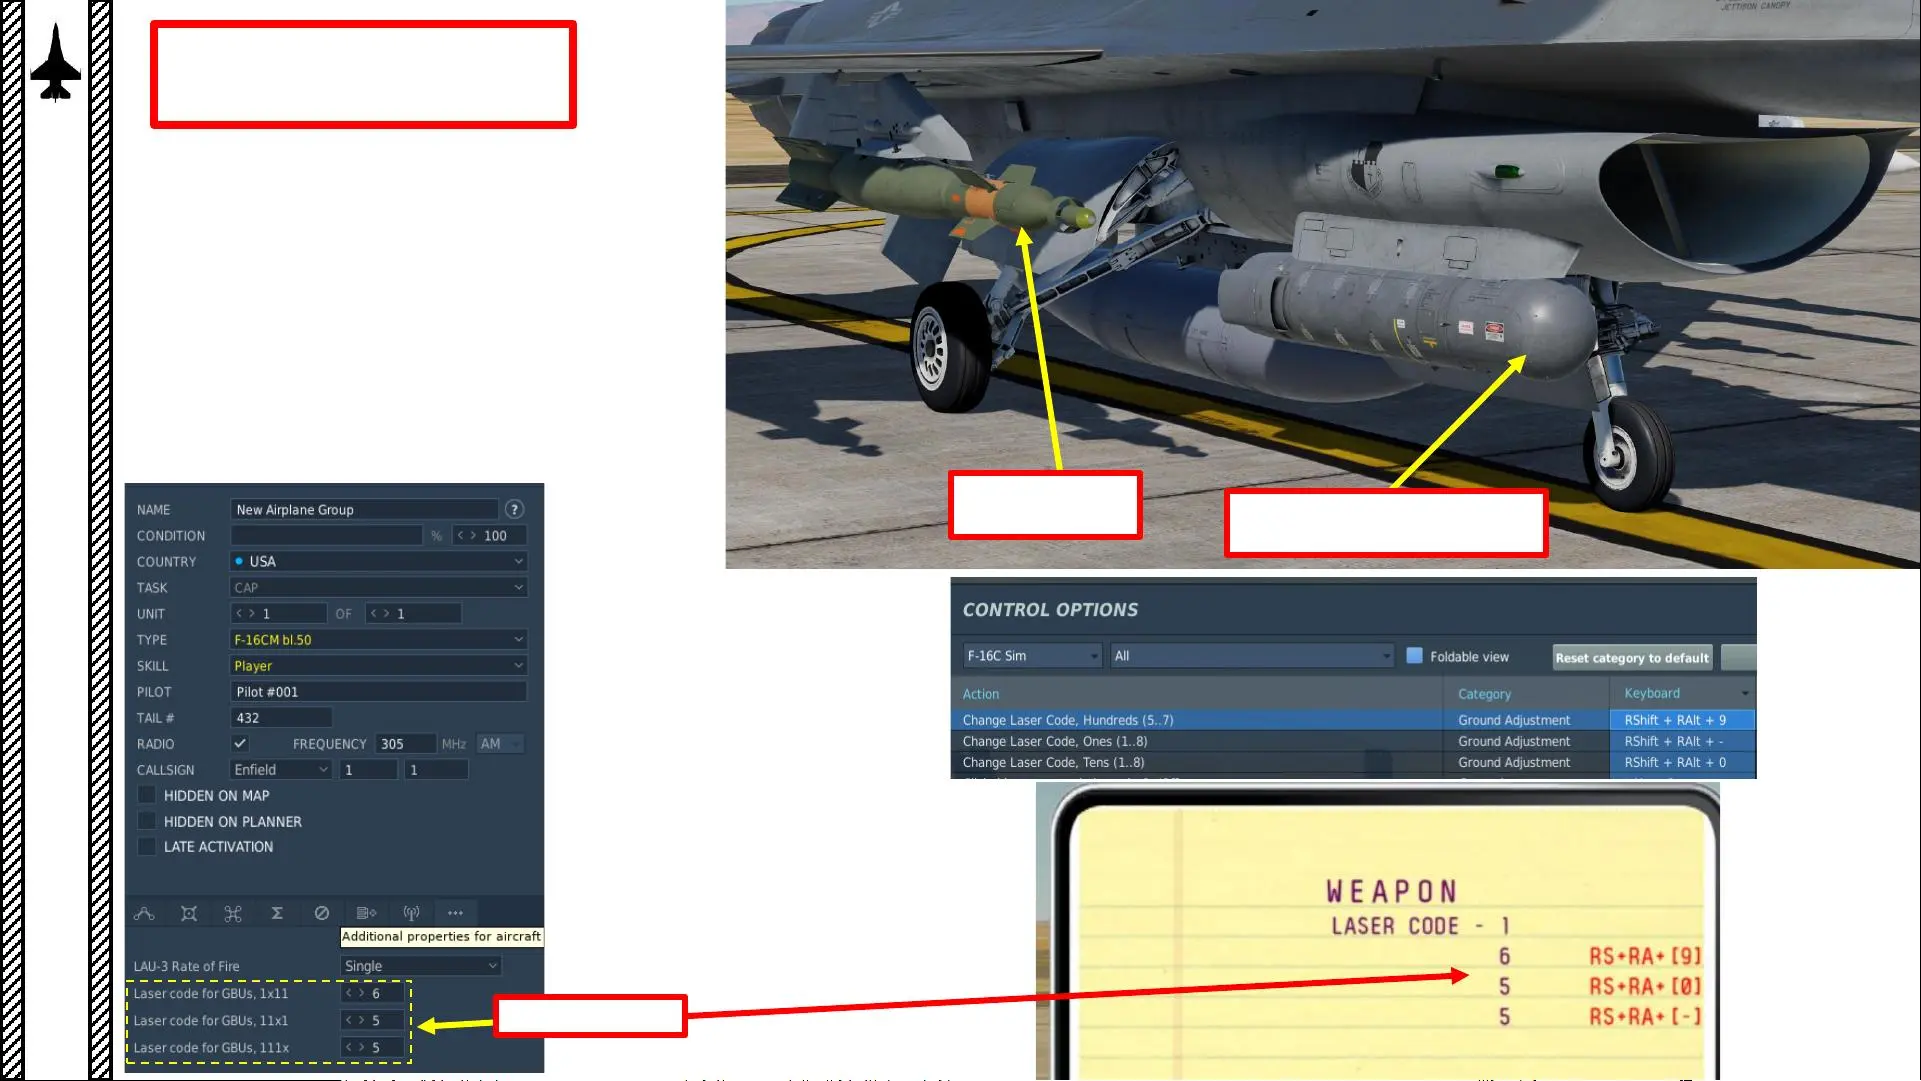 JETTISON CANOPY
NAME New Airplane Group ?
CONDITION % < > 100
COUNTRY USA
TASK CAP
UNIT < > 1 OF < > 1
TYPE F-16CM bl.50
SKILL Player
PILOT Pilot #001
TAIL # 432
RADIO FREQUENCY 305 MHz AM
CALLSIGN Enfield 1 1
HIDDEN ON MAP
HIDDEN ON PLANNER
LATE ACTIVATION
Additional properties for aircraft
LAU-3 Rate of Fire Single
Laser code for GBUs, 1x11 < > 6
Laser code for GBUs, 11x1 < > 5
Laser code for GBUs, 111x < > 5
CONTROL OPTIONS
F-16C Sim All Foldable view Reset category to default
Action Category Keyboard
Change Laser Code, Hundreds (5..7) Ground Adjustment RShift + RAlt + 9
Change Laser Code, Ones (1..8) Ground Adjustment RShift + RAlt + -
Change Laser Code, Tens (1..8) Ground Adjustment RShift + RAlt + 0
WEAPON
LASER CODE - 1
6 RS+RA+[9]
5 RS+RA+[0]
5 RS+RA+[-]